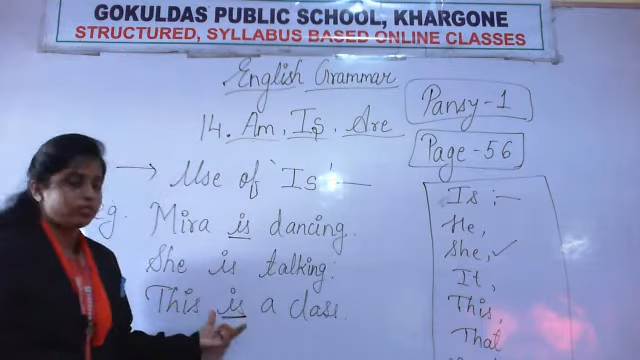 GOKULDAS PUBLIC SCHOOL, KHARGONE
STRUCTURED, SYLLABUS BASED ONLINE CLASSES
English Grammar
14. Am, Is, Are
Pansy-1
Page-56
→ Use of 'Is' —
eg. Mira is dancing.
She is talking.
This is a class.
Is :—
He,
She, ✓
It,
This,
That